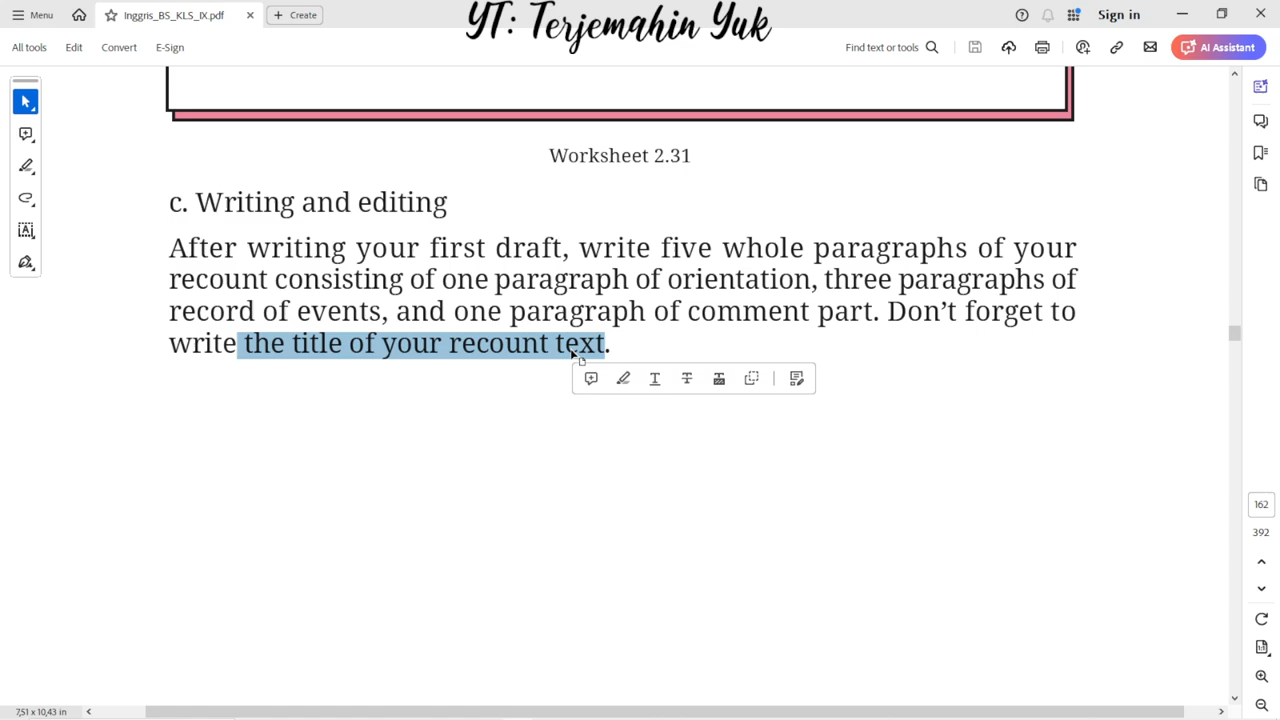 Menu
Inggris_BS_KLS_IX.pdf
Create
YT: Terjemahin Yuk
Sign in
All tools
Edit
Convert
E-Sign
Find text or tools
AI Assistant
Worksheet 2.31
c. Writing and editing
After writing your first draft, write five whole paragraphs of your
recount consisting of one paragraph of orientation, three paragraphs of
record of events, and one paragraph of comment part. Don’t forget to
write the title of your recount text.
162
392
7,51 x 10,43 in